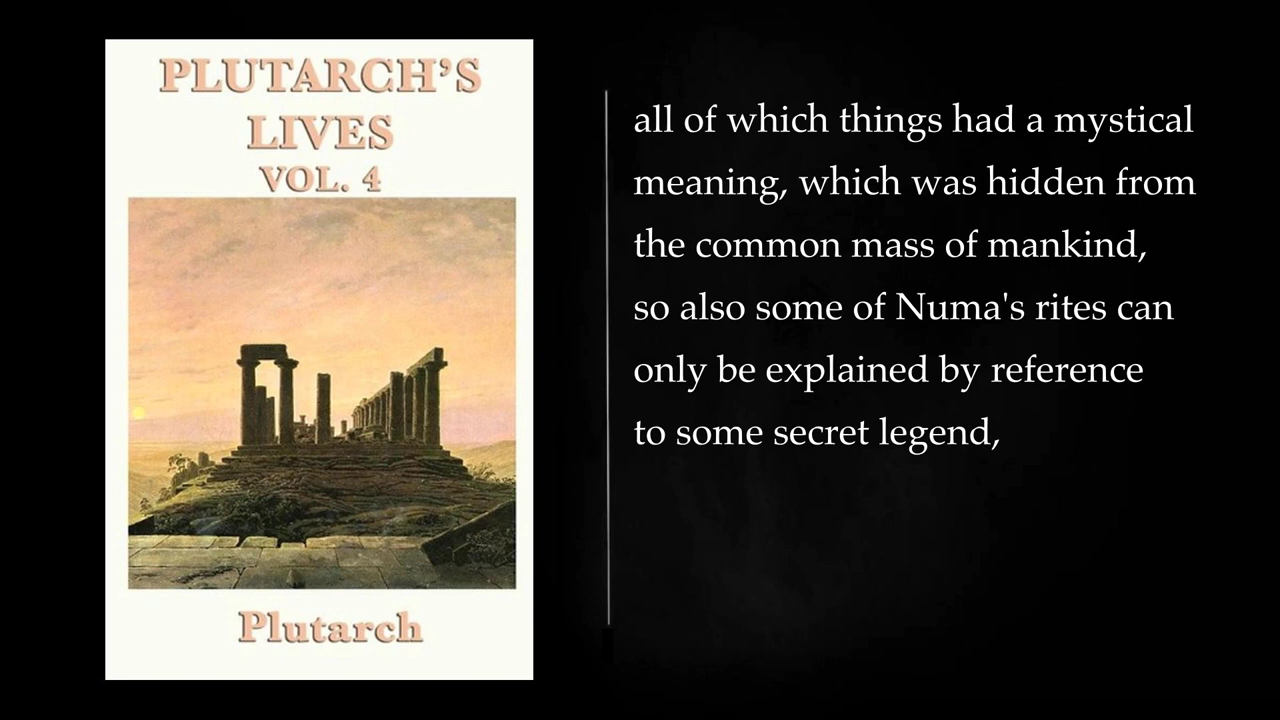 PLUTARCH'S
LIVES
VOL. 4
Plutarch
all of which things had a mystical
meaning, which was hidden from
the common mass of mankind,
so also some of Numa's rites can
only be explained by reference
to some secret legend,